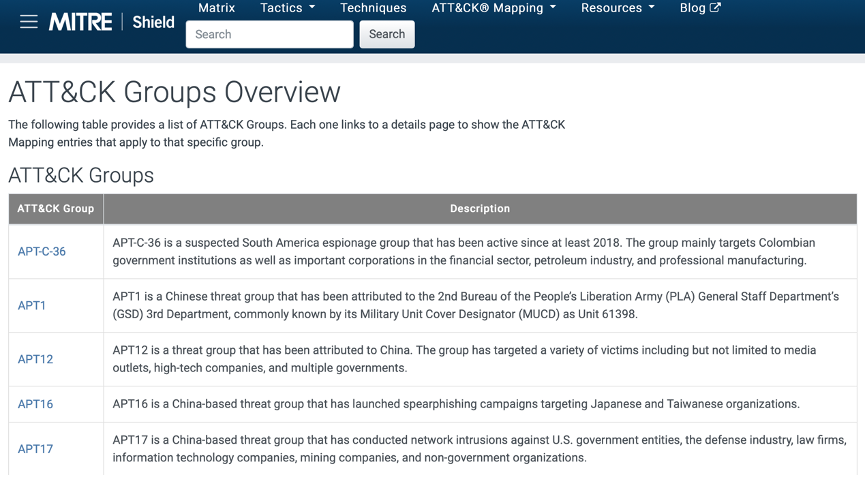 MITRE | Shield
Matrix Tactics Techniques ATT&CK® Mapping Resources Blog
Search Search
ATT&CK Groups Overview
The following table provides a list of ATT&CK Groups. Each one links to a details page to show the ATT&CK
Mapping entries that apply to that specific group.
ATT&CK Groups
ATT&CK Group Description
APT-C-36 APT-C-36 is a suspected South America espionage group that has been active since at least 2018. The group mainly targets Colombian
government institutions as well as important corporations in the financial sector, petroleum industry, and professional manufacturing.
APT1 APT1 is a Chinese threat group that has been attributed to the 2nd Bureau of the People's Liberation Army (PLA) General Staff Department's
(GSD) 3rd Department, commonly known by its Military Unit Cover Designator (MUCD) as Unit 61398.
APT12 APT12 is a threat group that has been attributed to China. The group has targeted a variety of victims including but not limited to media
outlets, high-tech companies, and multiple governments.
APT16 APT16 is a China-based threat group that has launched spearphishing campaigns targeting Japanese and Taiwanese organizations.
APT17 APT17 is a China-based threat group that has conducted network intrusions against U.S. government entities, the defense industry, law firms,
information technology companies, mining companies, and non-government organizations.